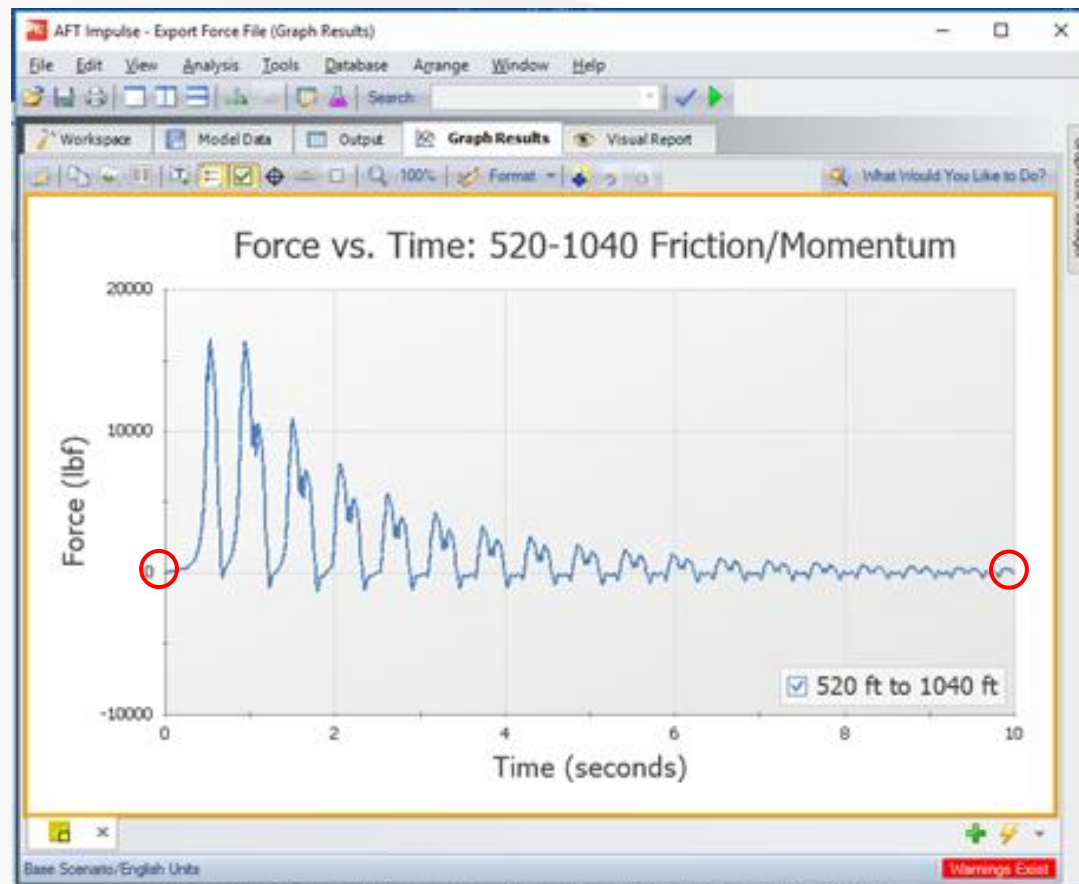 AFT Impulse - Export Force File (Graph Results)
File Edit View Analysis Tools Database Arrange Window Help
Search:
Workspace Model Data Output Graph Results Visual Report
100% Format What Would You Like to Do?
Force vs. Time: 520-1040 Friction/Momentum
20000
10000
0
-10000
Force (lbf)
520 ft to 1040 ft
0 2 4 6 8 10
Time (seconds)
Base Scenario/English Units Warnings Exist